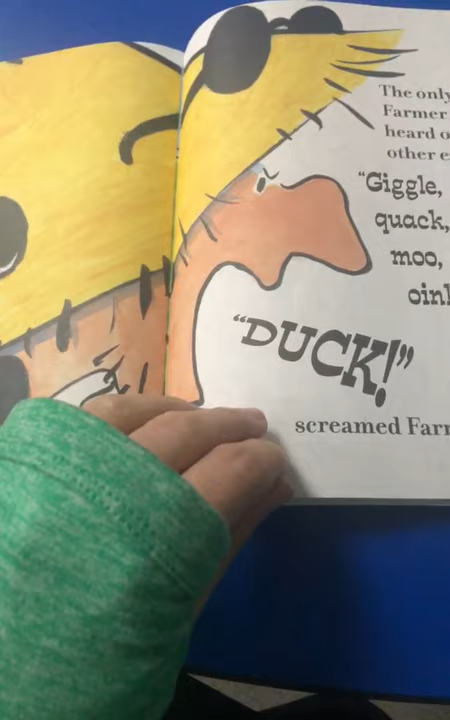 The only
Farmer
heard o
other e
“Giggle,
quack,
moo,
oink
“DUCK!”
screamed Farm